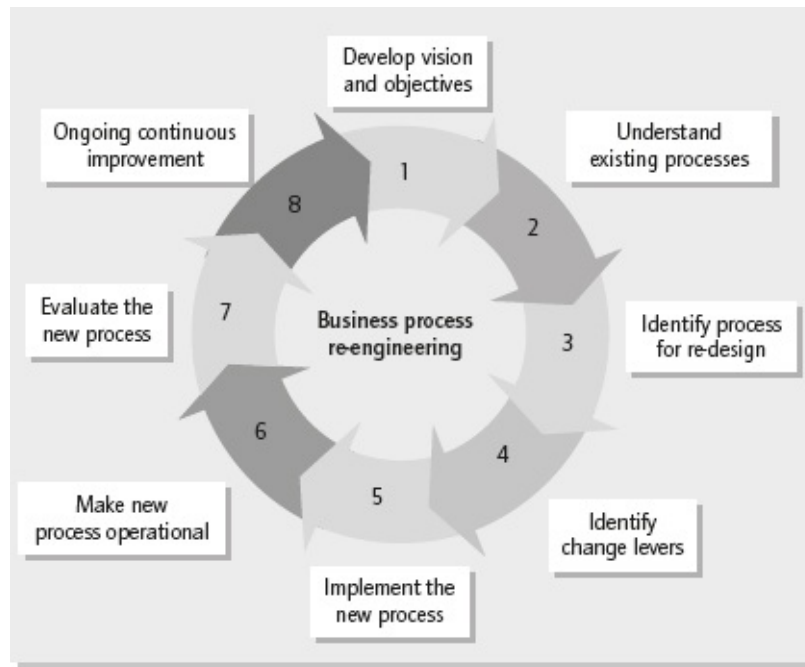 Develop vision
and objectives
1
Understand
existing processes
2
Identify process
for re-design
3
Identify
change levers
4
Implement the
new process
5
Make new
process operational
6
Evaluate the
new process
7
Ongoing continuous
improvement
8
Business process
re-engineering